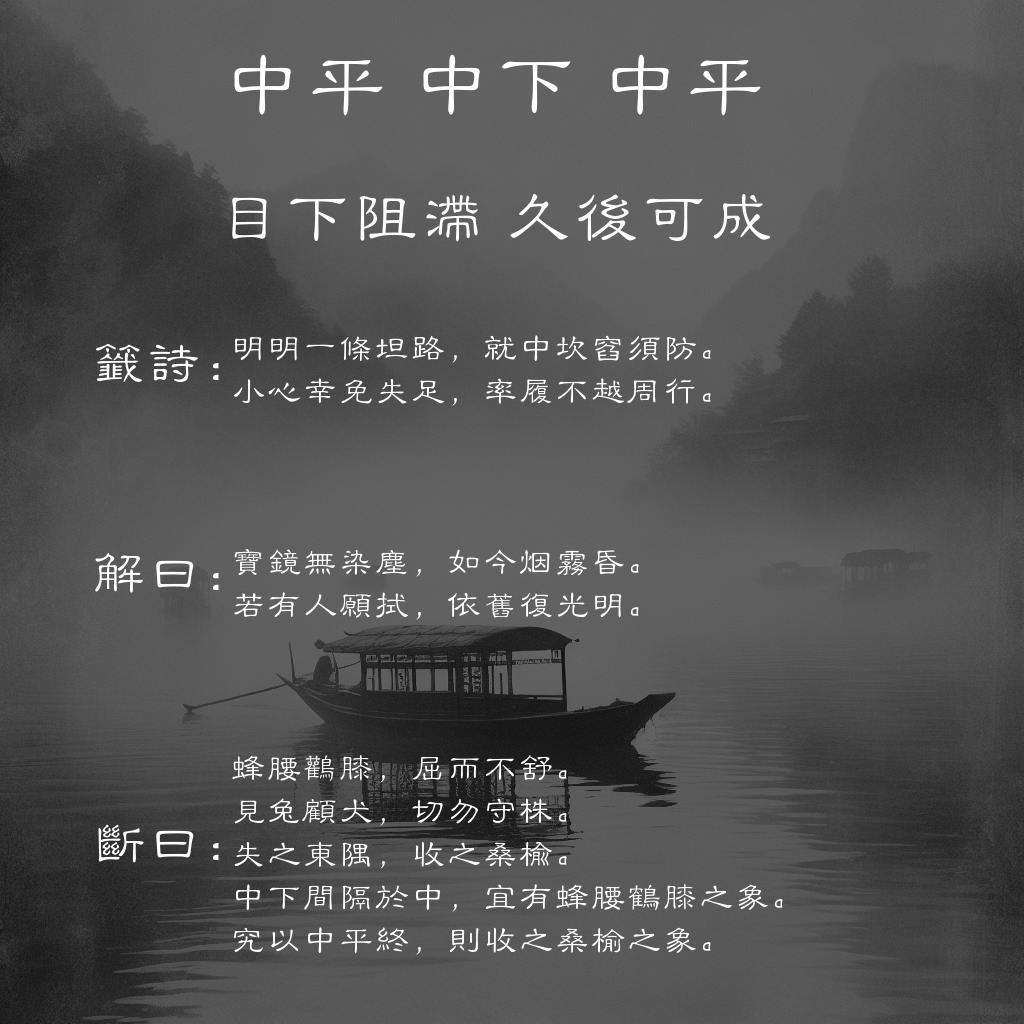 中平 中下 中平
目下阻滯 久後可成
籤詩:
明明一條坦路，就中坎窞須防。
小心幸免失足，率履不越周行。
解曰:
寶鏡無染塵，如今烟霧昏。
若有人願拭，依舊復光明。
斷曰:
蜂腰鸛膝，屈而不舒。
見兔顧犬，切勿守株。
失之東隅，收之桑榆。
中下間隔於中，宜有蜂腰鶴膝之象。
究以中平終，則收之桑榆之象。